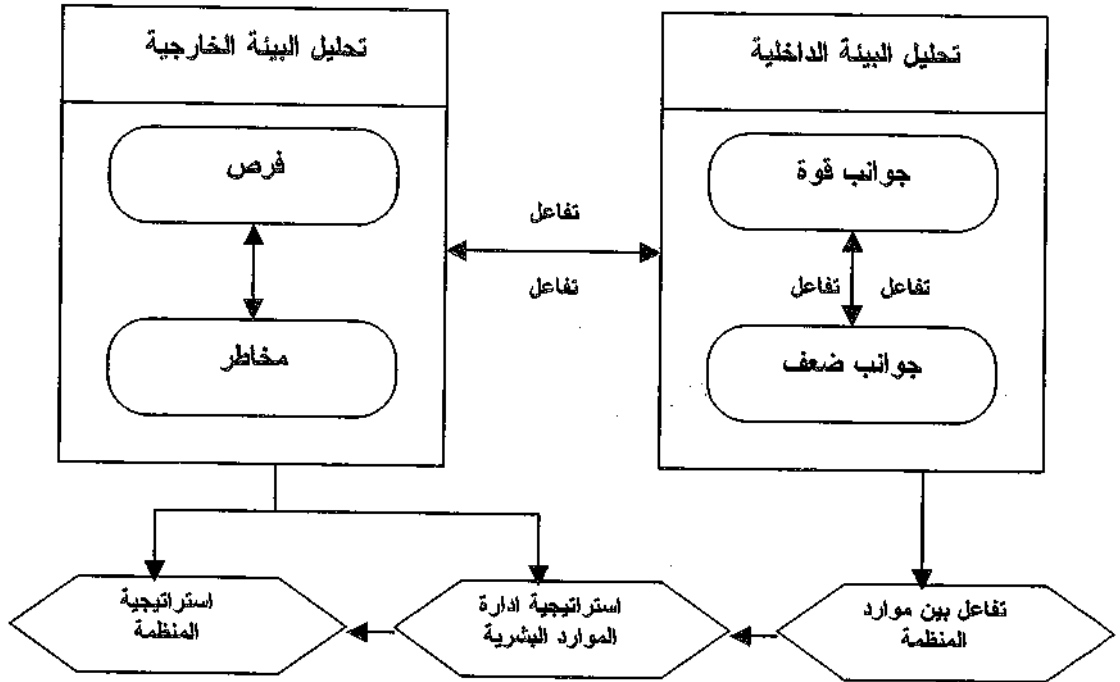 تحليل البيئة الداخلية
جوانب قوة
تفاعل
تفاعل
جوانب ضعف
تفاعل
تفاعل
تحليل البيئة الخارجية
فرص
مخاطر
تفاعل بين موارد
المنظمة
استراتيجية ادارة
الموارد البشرية
استراتيجية
المنظمة